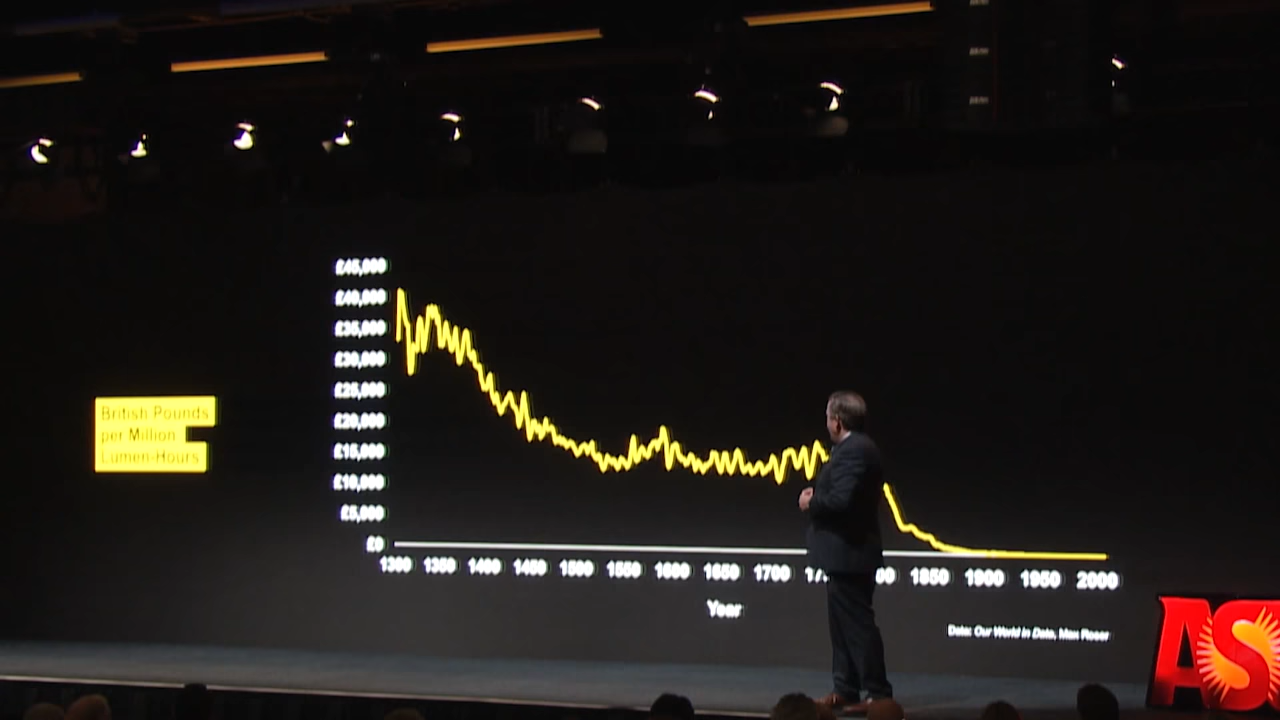 £45,000
£40,000
£35,000
£30,000
£25,000
£20,000
£15,000
£10,000
£5,000
£0
British Pounds
per Million
Lumen-Hours
1300 1350 1400 1450 1500 1550 1600 1650 1700 1850 1900 1950 2000
Year
Data: Our World in Data, Max Roser
AS